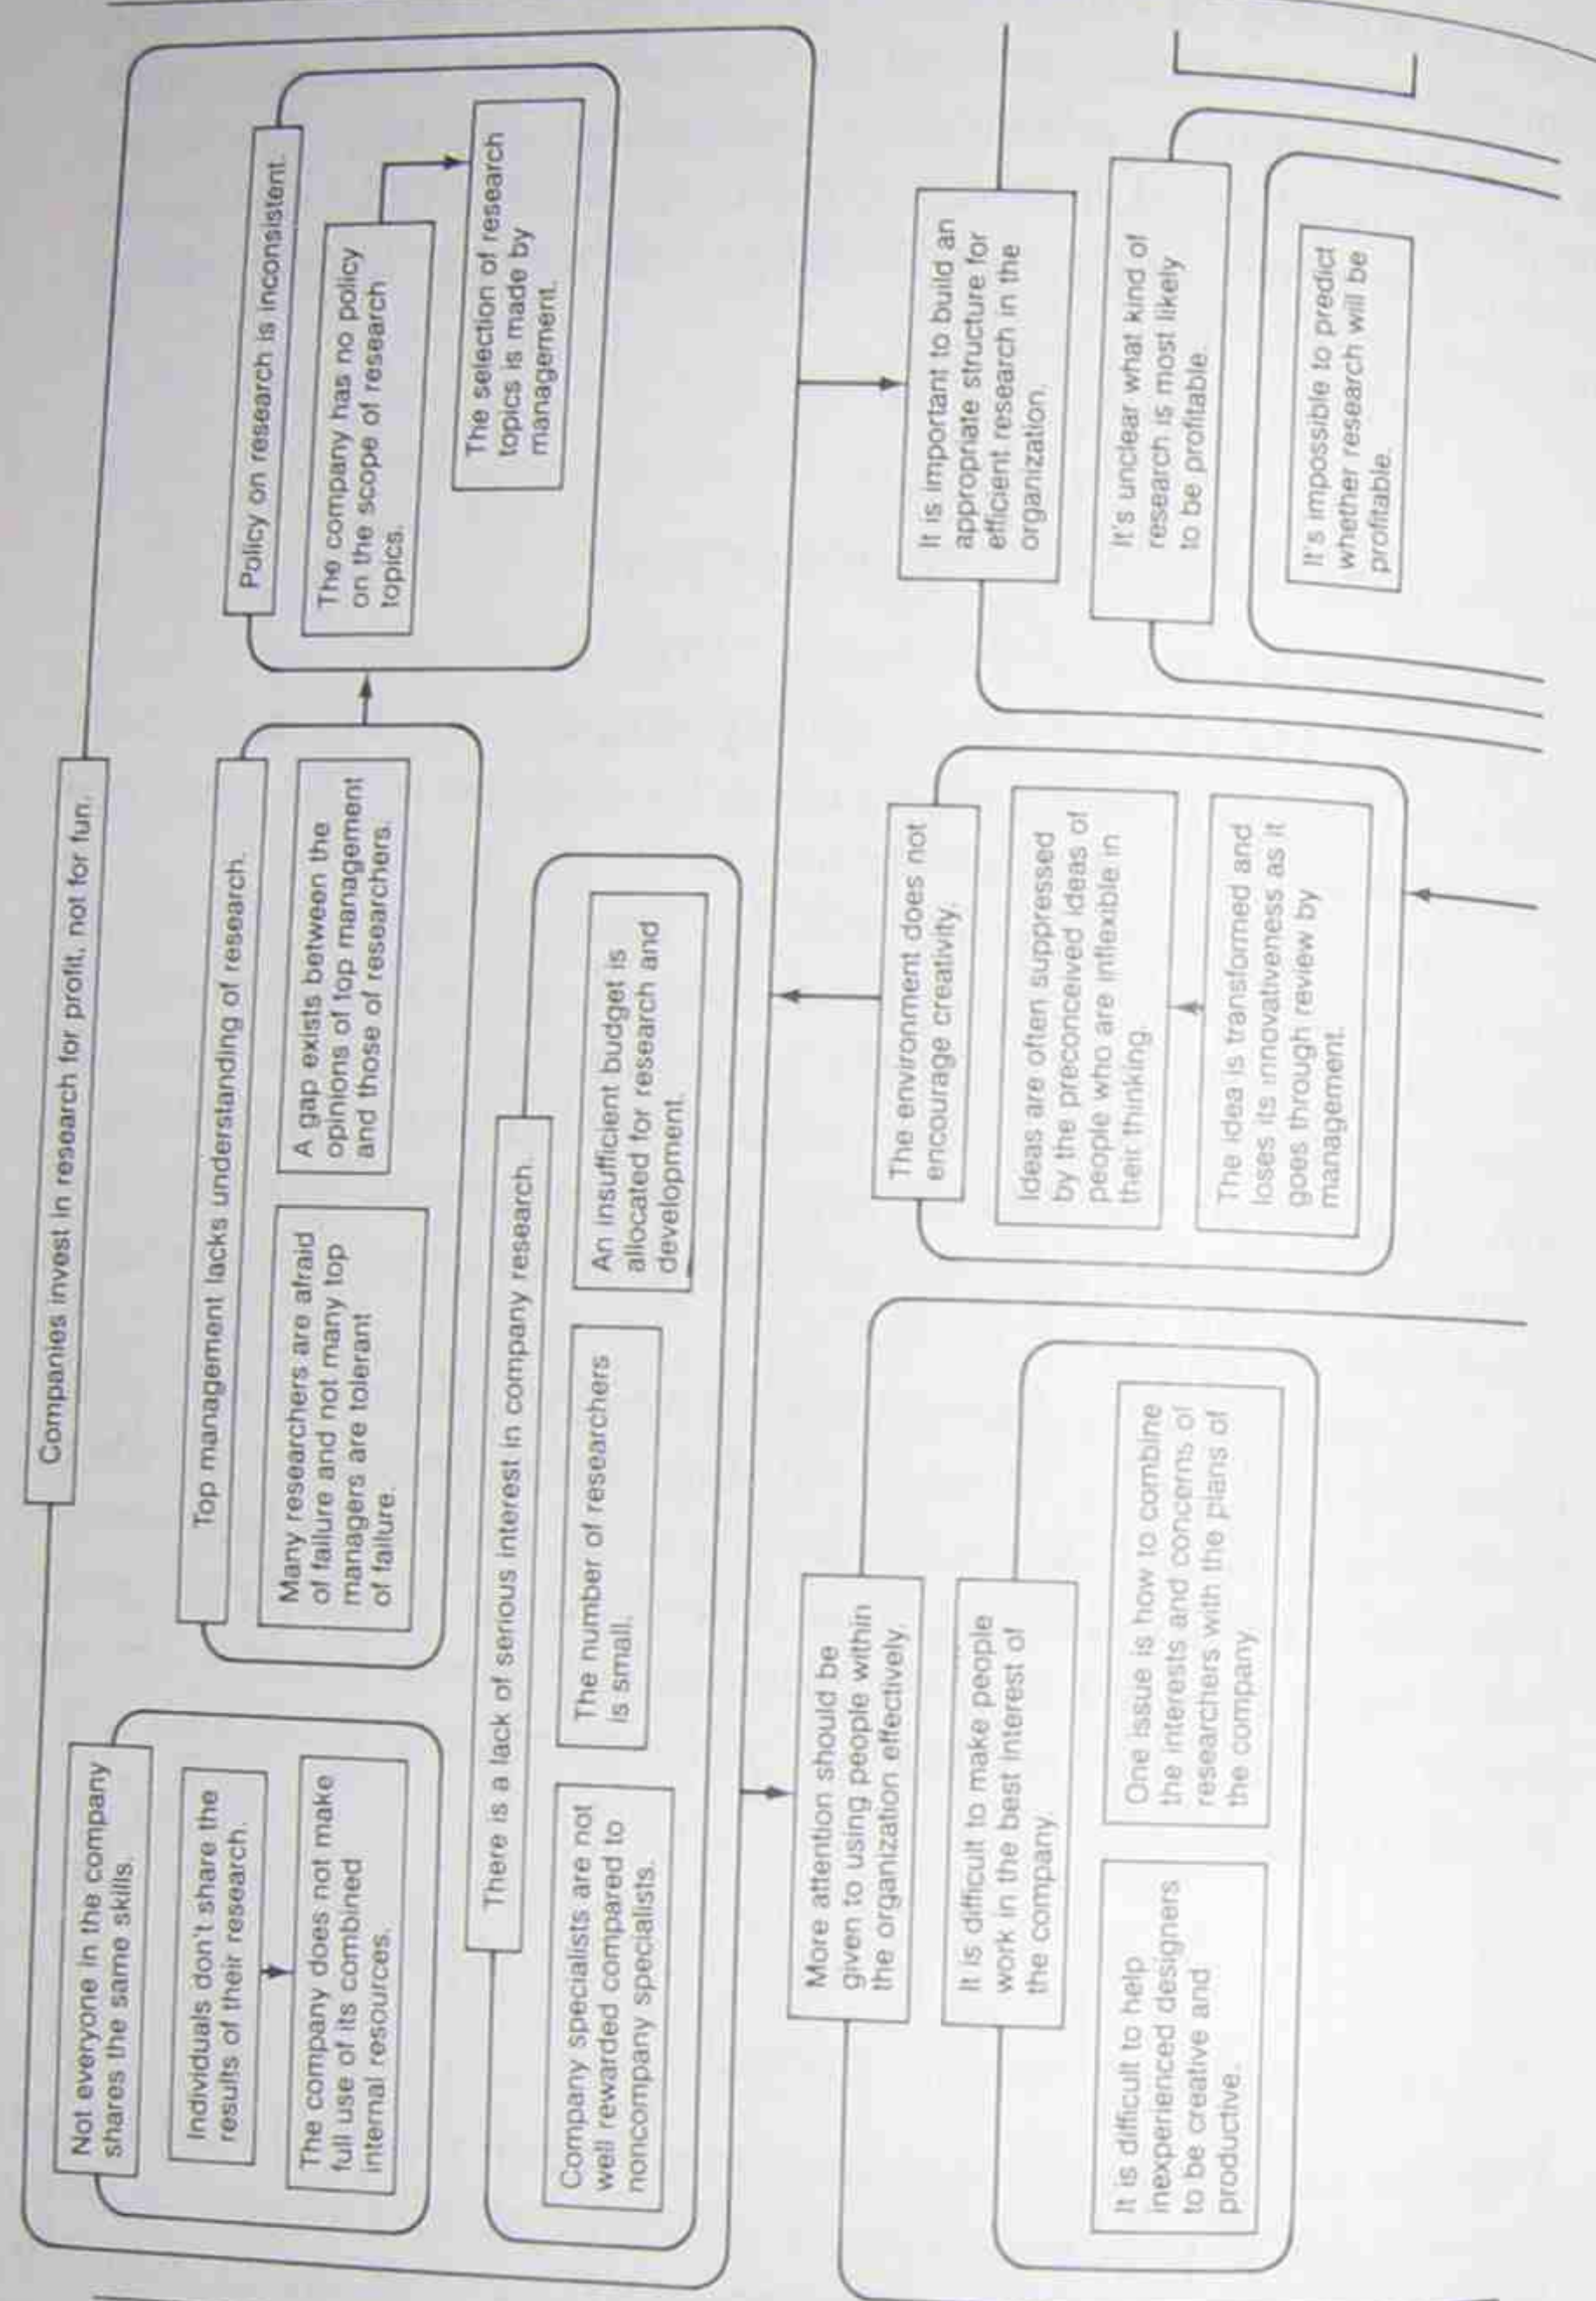 Companies invest in research for profit, not for fun.
Not everyone in the company
shares the same skills.
Individuals don't share the
results of their research.
The company does not make
full use of its combined
internal resources.
Top management lacks understanding of research.
Many researchers are afraid
of failure and not many top
managers are tolerant
of failure.
A gap exists between the
opinions of top management
and those of researchers.
Policy on research is inconsistent.
The company has no policy
on the scope of research
topics.
The selection of research
topics is made by
management.
There is a lack of serious interest in company research.
Company specialists are not
well rewarded compared to
noncompany specialists.
The number of researchers
is small.
An insufficient budget is
allocated for research and
development.
More attention should be
given to using people within
the organization effectively.
It is difficult to make people
work in the best interest of
the company.
It is difficult to help
inexperienced designers
to be creative and
productive.
One issue is how to combine
the interests and concerns of
researchers with the plans of
the company.
The environment does not
encourage creativity.
Ideas are often suppressed
by the preconceived ideas of
people who are inflexible in
their thinking.
The idea is transformed and
loses its innovativeness as it
goes through review by
management.
It is important to build an
appropriate structure for
efficient research in the
organization.
It's unclear what kind of
research is most likely
to be profitable.
It's impossible to predict
whether research will be
profitable.